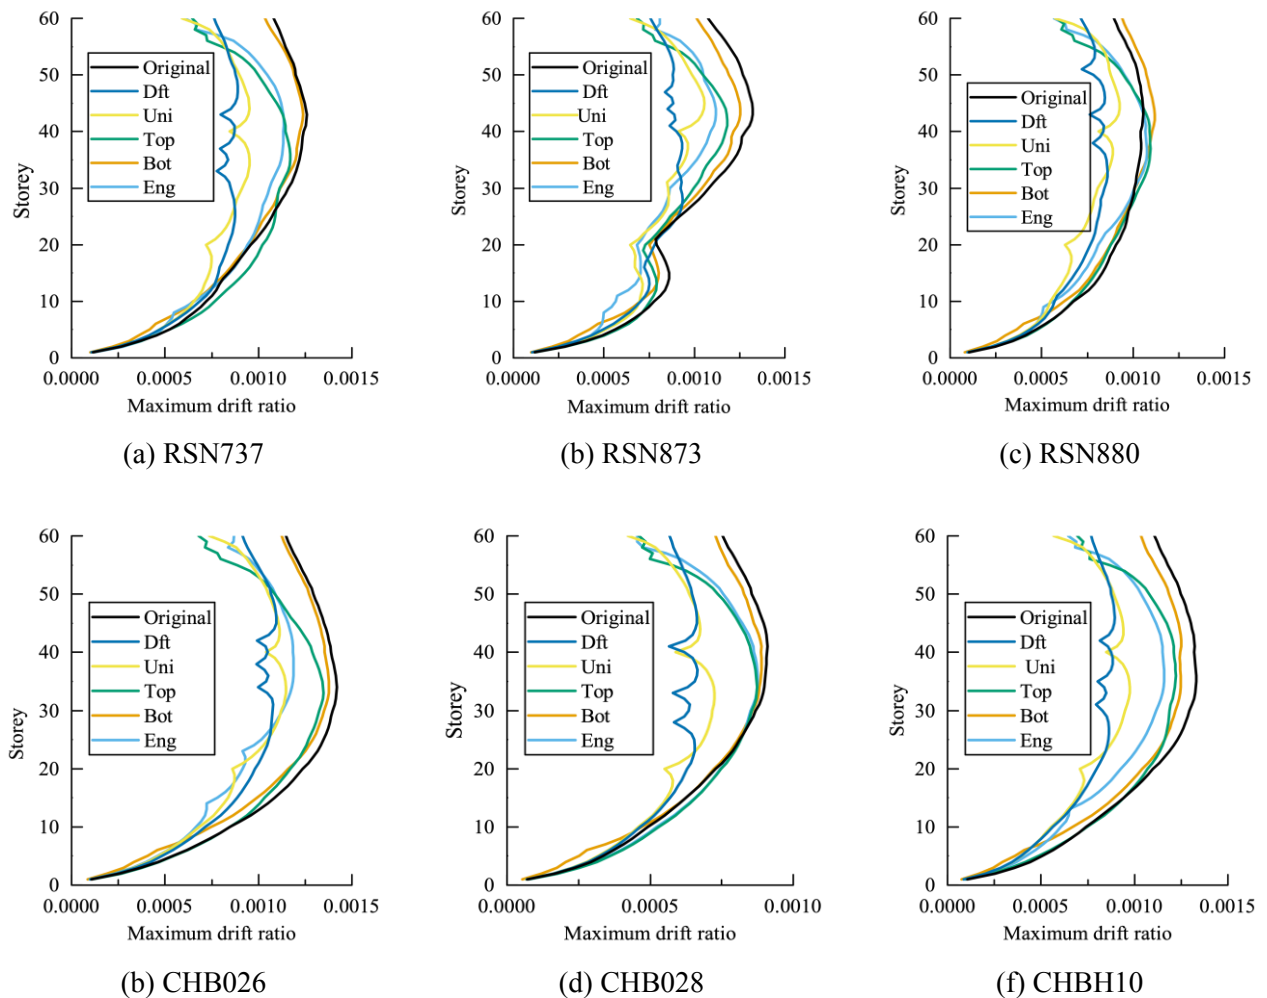 60
50
40
30
20
10
0
Storey
Original
Dft
Uni
Top
Bot
Eng
0.0000 0.0005 0.0010 0.0015
Maximum drift ratio
(a) RSN737
60
50
40
30
20
10
0
Storey
Original
Dft
Uni
Top
Bot
Eng
0.0000 0.0005 0.0010 0.0015
Maximum drift ratio
(b) RSN873
60
50
40
30
20
10
0
Storey
Original
Dft
Uni
Top
Bot
Eng
0.0000 0.0005 0.0010 0.0015
Maximum drift ratio
(c) RSN880
60
50
40
30
20
10
0
Storey
Original
Dft
Uni
Top
Bot
Eng
0.0000 0.0005 0.0010 0.0015
Maximum drift ratio
(b) CHB026
60
50
40
30
20
10
0
Storey
Original
Dft
Uni
Top
Bot
Eng
0.0000 0.0005 0.0010
Maximum drift ratio
(d) CHB028
60
50
40
30
20
10
0
Storey
Original
Dft
Uni
Top
Bot
Eng
0.0000 0.0005 0.0010 0.0015
Maximum drift ratio
(f) CHBH10